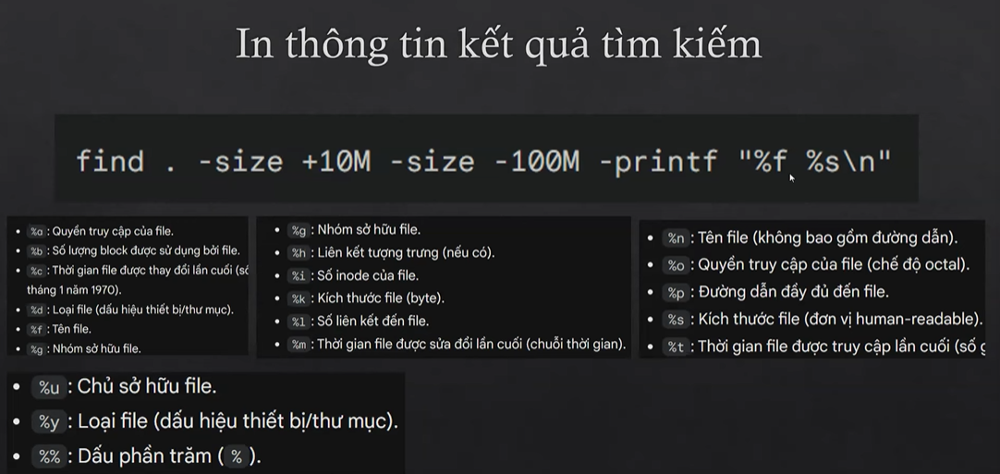 In thông tin kết quả tìm kiếm
find . -size +10M -size -100M -printf "%f %s\n"
• %a : Quyền truy cập của file.
• %b : Số lượng block được sử dụng bởi file.
• %c : Thời gian file được thay đổi lần cuối (số
tháng 1 năm 1970).
• %d : Loại file (dấu hiệu thiết bị/thư mục).
• %f : Tên file.
• %g : Nhóm sở hữu file.
• %g : Nhóm sở hữu file.
• %h : Liên kết tượng trưng (nếu có).
• %i : Số inode của file.
• %k : Kích thước file (byte).
• %l : Số liên kết đến file.
• %m : Thời gian file được sửa đổi lần cuối (chuỗi thời gian).
• %n : Tên file (không bao gồm đường dẫn).
• %o : Quyền truy cập của file (chế độ octal).
• %p : Đường dẫn đầy đủ đến file.
• %s : Kích thước file (đơn vị human-readable).
• %t : Thời gian file được truy cập lần cuối (số
• %u : Chủ sở hữu file.
• %y : Loại file (dấu hiệu thiết bị/thư mục).
• %% : Dấu phần trăm ( % ).